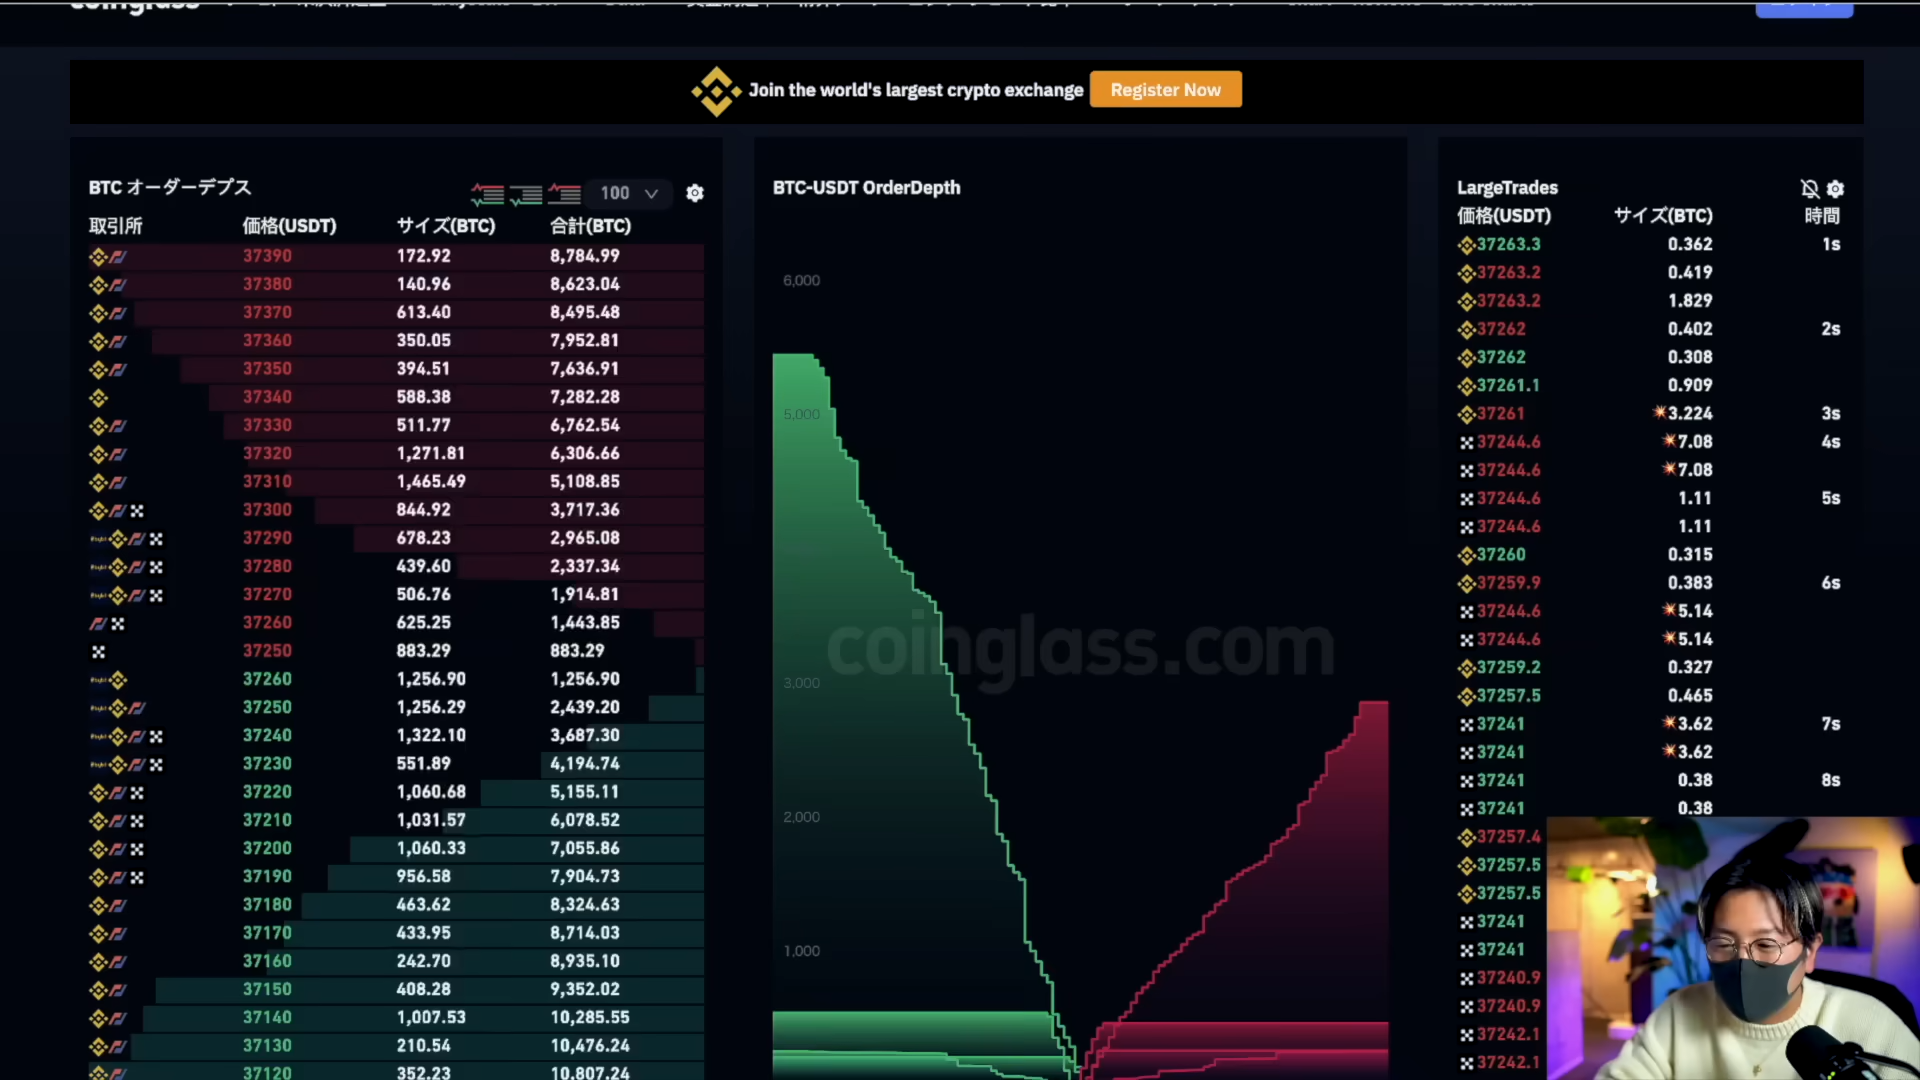 coinglass
Join the world's largest crypto exchange Register Now
BTC オーダーデプス
100
取引所 価格(USDT) サイズ(BTC) 合計(BTC)
37390 172.92 8,784.99
37380 140.96 8,623.04
37370 613.40 8,495.48
37360 350.05 7,952.81
37350 394.51 7,636.91
37340 588.38 7,282.28
37330 511.77 6,762.54
37320 1,271.81 6,306.66
37310 1,465.49 5,108.85
37300 844.92 3,717.36
37290 678.23 2,965.08
37280 439.60 2,337.34
37270 506.76 1,914.81
37260 625.25 1,443.85
37250 883.29 883.29
37260 1,256.90 1,256.90
37250 1,256.29 2,439.20
37240 1,322.10 3,687.30
37230 551.89 4,194.74
37220 1,060.68 5,155.11
37210 1,031.57 6,078.52
37200 1,060.33 7,055.86
37190 956.58 7,904.73
37180 463.62 8,324.63
37170 433.95 8,714.03
37160 242.70 8,935.10
37150 408.28 9,352.02
37140 1,007.53 10,285.55
37130 210.54 10,476.24
37120 352.23 10,807.24
BTC-USDT OrderDepth
6,000
5,000
coinglass.com
3,000
2,000
1,000
LargeTrades
価格(USDT) サイズ(BTC) 時間
37263.3 0.362 1s
37263.2 0.419
37263.2 1.829
37262 0.402 2s
37262 0.308
37261.1 0.909
37261 3.224 3s
37244.6 7.08 4s
37244.6 7.08
37244.6 1.11 5s
37244.6 1.11
37260 0.315
37259.9 0.383 6s
37244.6 5.14
37244.6 5.14
37259.2 0.327
37257.5 0.465
37241 3.62 7s
37241 3.62
37241 0.38 8s
37241 0.38
37257.4
37257.5
37257.5
37241
37241
37240.9
37240.9
37242.1
37242.1